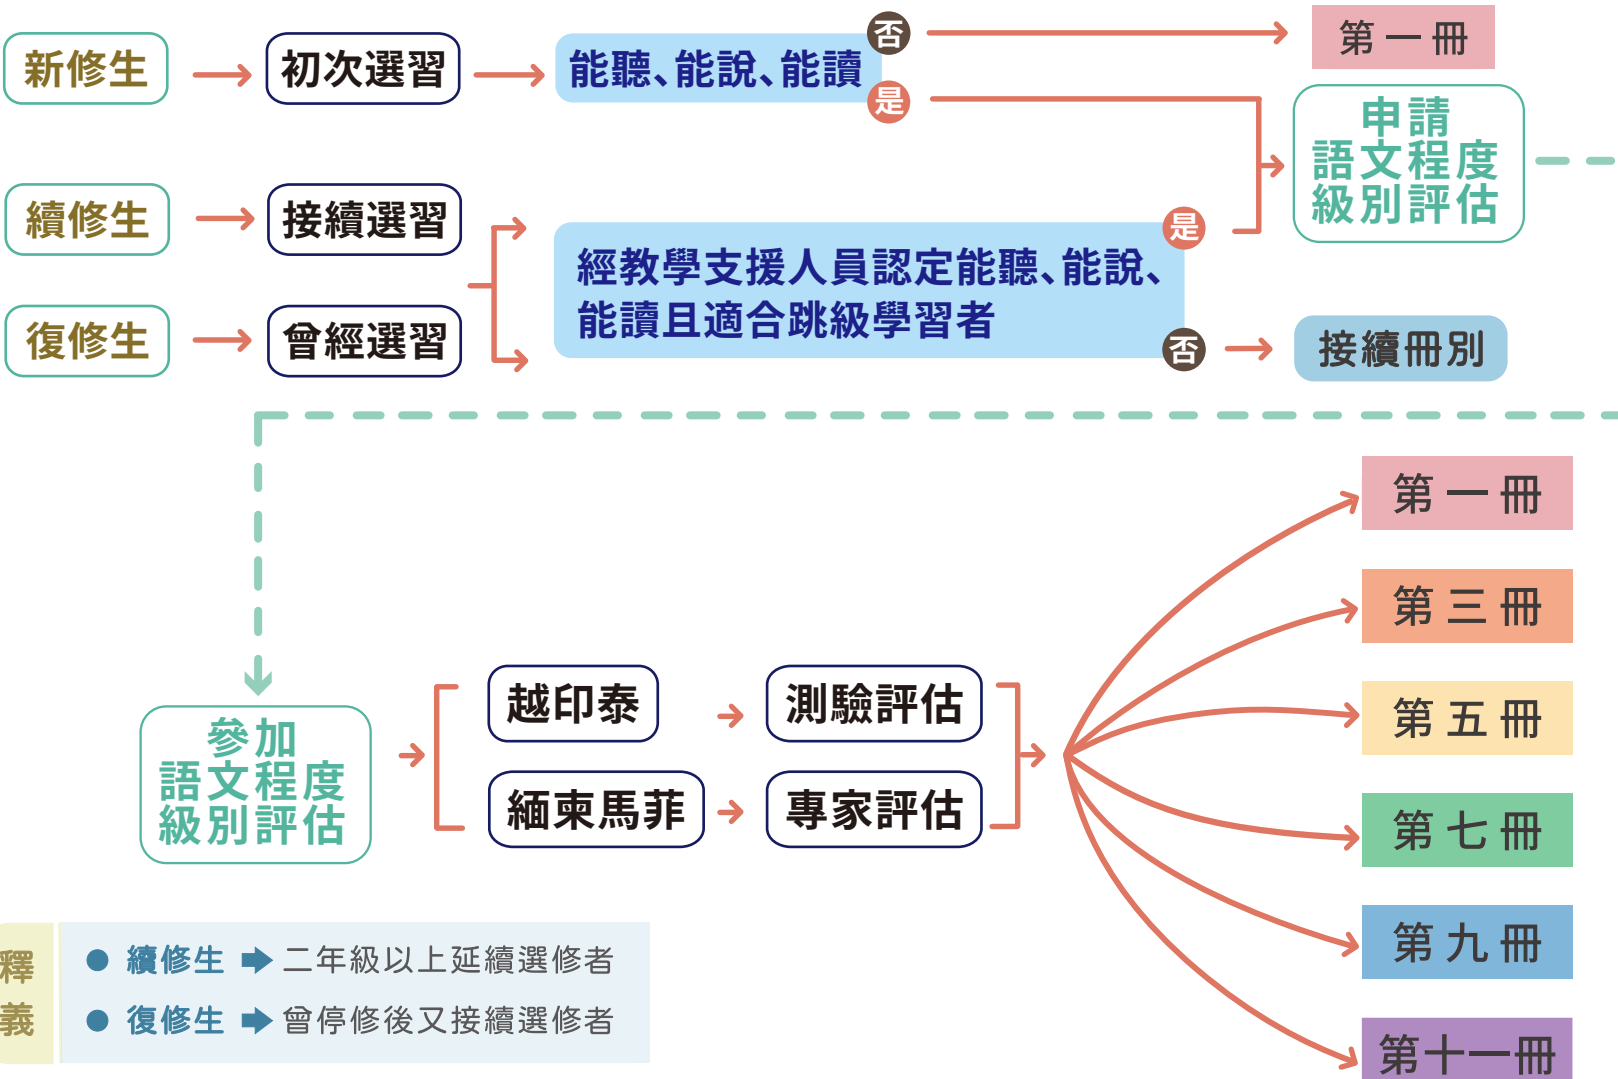 新修生
初次選習
能聽、能說、能讀
否
是
第一冊
申請
語文程度
級別評估
續修生
接續選習
復修生
曾經選習
經教學支援人員認定能聽、能說、
能讀且適合跳級學習者
是
否
接續冊別
參加
語文程度
級別評估
越印泰
測驗評估
緬柬馬菲
專家評估
第一冊
第三冊
第五冊
第七冊
第九冊
第十一冊
釋
義
續修生
二年級以上延續選修者
復修生
曾停修後又接續選修者